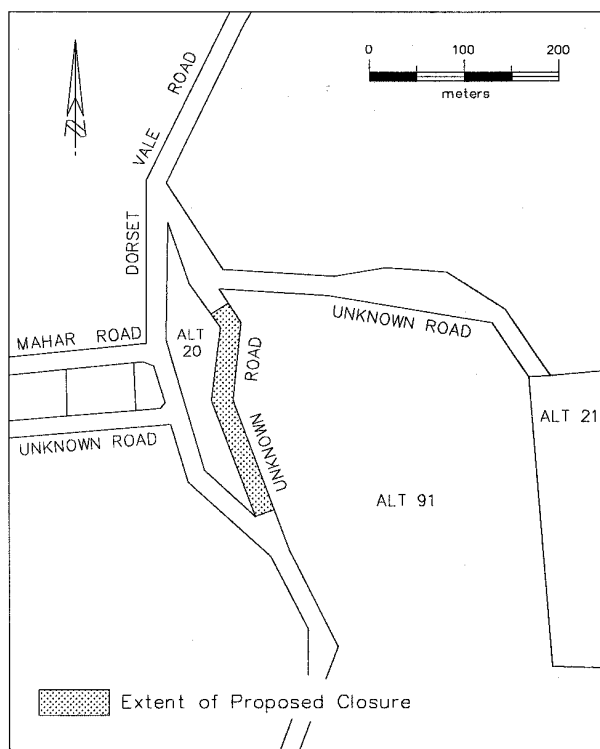 0 100 200
meters
DORSET VALE ROAD
MAHAR ROAD
ALT
20
UNKNOWN ROAD
UNKNOWN ROAD
UNKNOWN ROAD
ALT 21
ALT 91
Extent of Proposed Closure